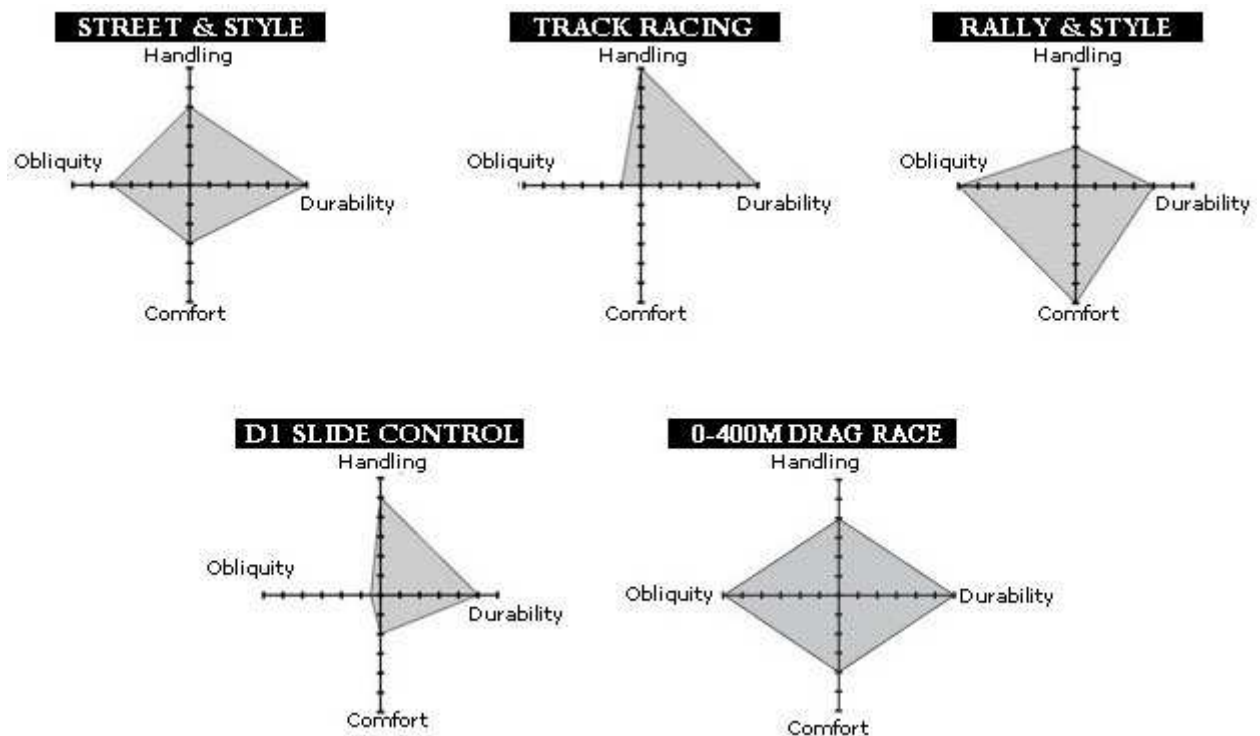 STREET & STYLE
Handling
Obliquity
Durability
Comfort
TRACK RACING
Handling
Obliquity
Durability
Comfort
RALLY & STYLE
Handling
Obliquity
Durability
Comfort
D1 SLIDE CONTROL
Handling
Obliquity
Durability
Comfort
0-400M DRAG RACE
Handling
Obliquity
Durability
Comfort